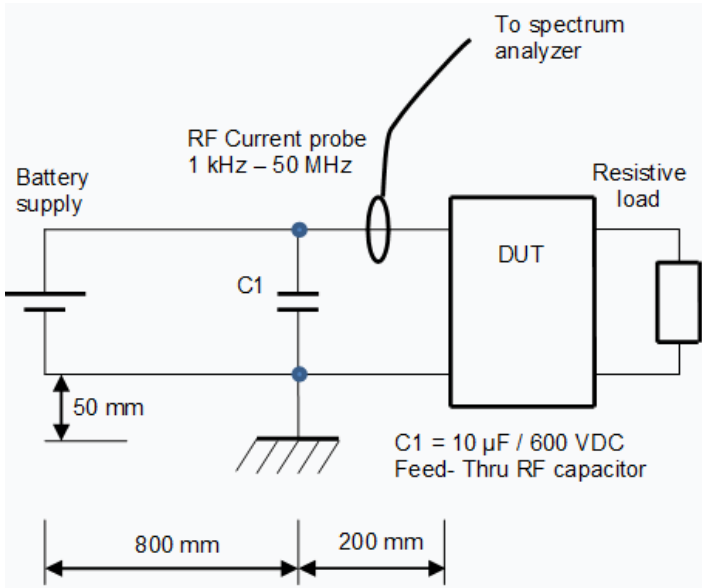 To spectrum
analyzer
RF Current probe
1 kHz – 50 MHz
Battery
supply
Resistive
load
DUT
C1
50 mm
C1 = 10 µF / 600 VDC
Feed- Thru RF capacitor
800 mm
200 mm